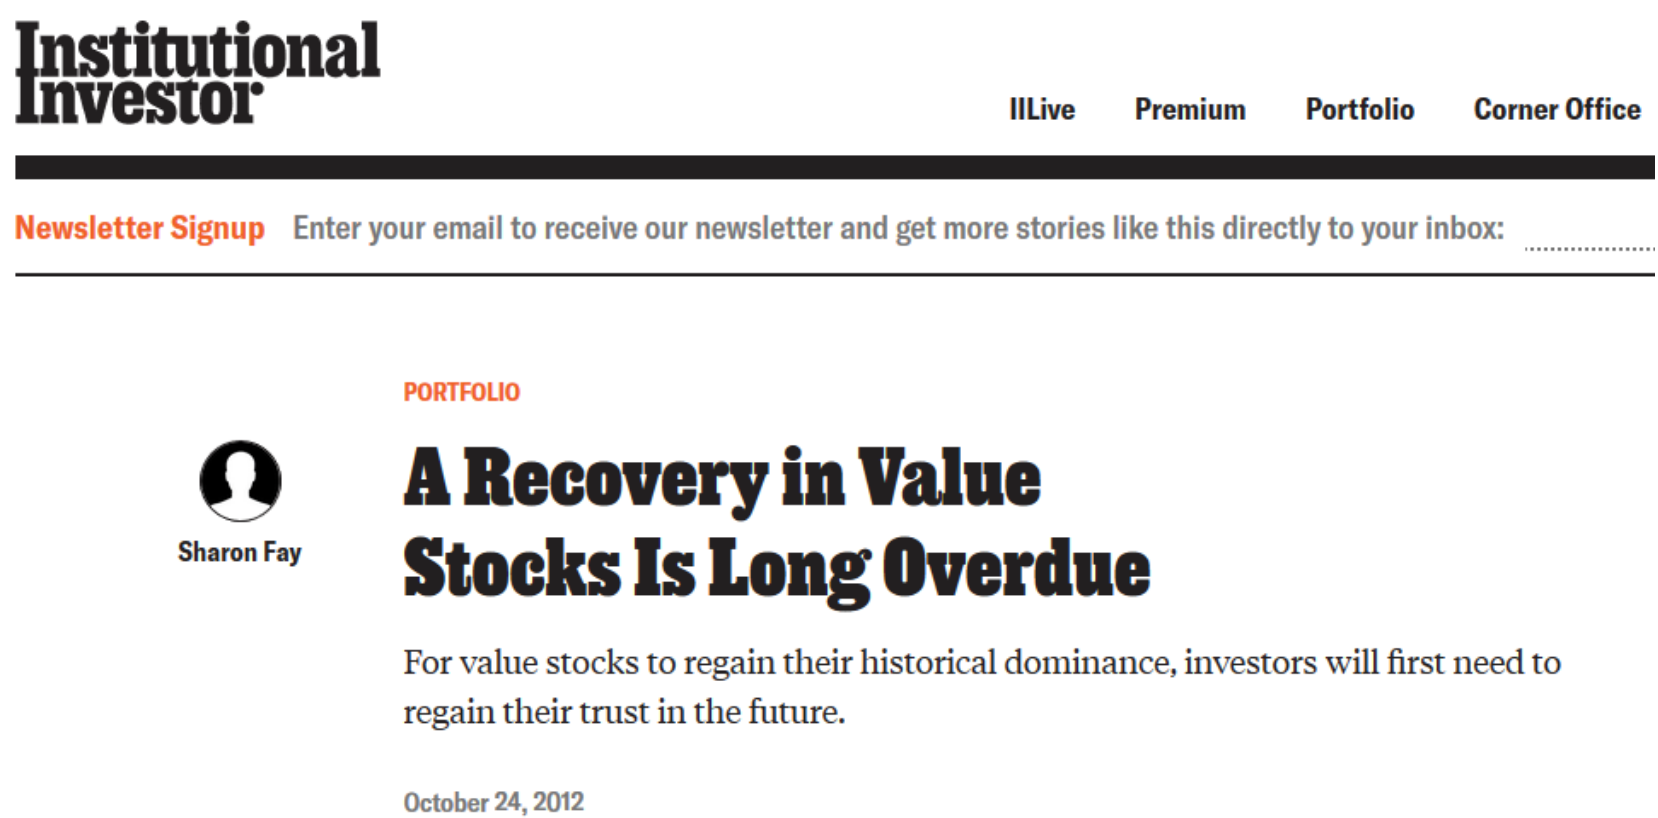 Institutional
Investor
IILive Premium Portfolio Corner Office
Newsletter Signup Enter your email to receive our newsletter and get more stories like this directly to your inbox:
PORTFOLIO
A Recovery in Value
Stocks Is Long Overdue
Sharon Fay
For value stocks to regain their historical dominance, investors will first need to
regain their trust in the future.
October 24, 2012